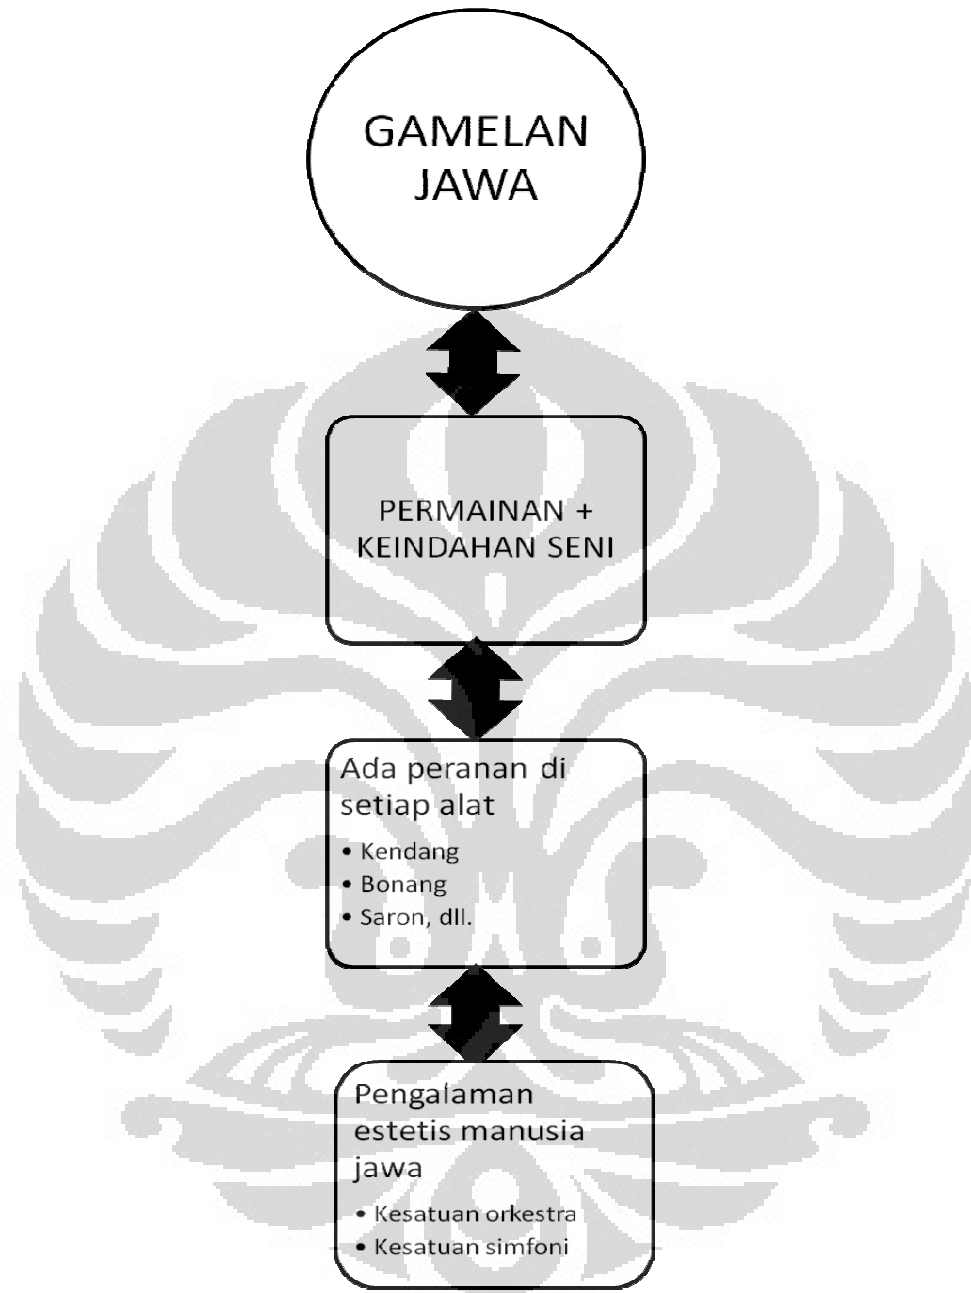 GAMELAN
JAWA
PERMAINAN +
KEINDAHAN SENI
Ada peranan di
setiap alat
• Kendang
• Bonang
• Saron, dll.
Pengalaman
estetis manusia
jawa
• Kesatuan orkestra
• Kesatuan simfoni